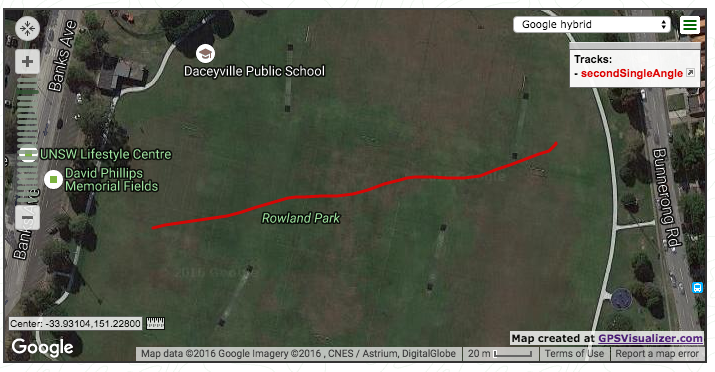 Google hybrid
Banks Ave
Tracks:
- secondSingleAngle
Daceyville Public School
UNSW Lifestyle Centre
David Phillips
Memorial Fields
Bunnerong Rd
Rowland Park
2016 Google
Center: -33.93104,151.22800
Map created at GPSVisualizer.com
Google
Map data ©2016 Google Imagery ©2016 , CNES / Astrium, DigitalGlobe
20 m
Terms of Use
Report a map error